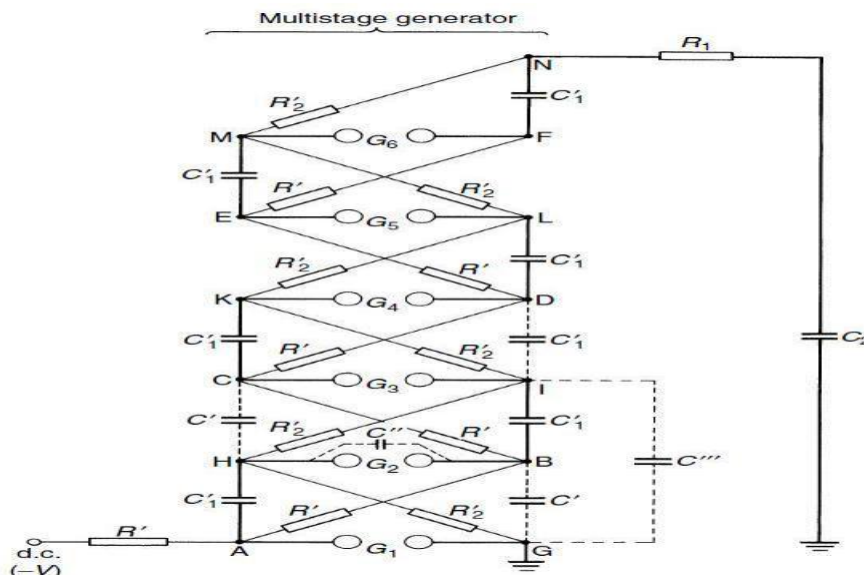 Multistage generator
N
R₁
C′₁
R′₂
M
G₆
F
C′₁
R′
R′₂
E
G₅
L
R′₂
R′
C′₁
K
G₄
D
C′₁
R′
R′₂
C′₁
C₂
C
G₃
I
C′
R′₂
C″
R′
C′₁
H
G₂
B
C‴
C′₁
R′
R′₂
C′
R′
A
G₁
G
d.c.
(−V)